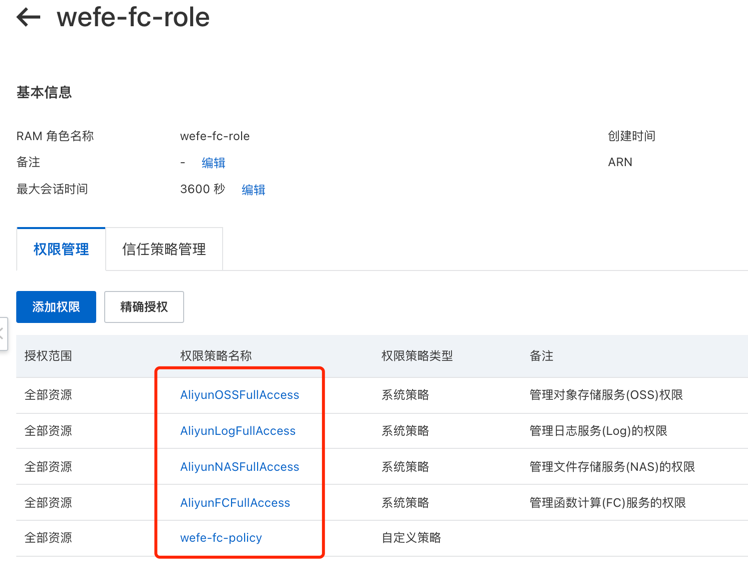 ← wefe-fc-role
基本信息
RAM 角色名称 wefe-fc-role 创建时间
备注 - 编辑 ARN
最大会话时间 3600 秒 编辑
权限管理 信任策略管理
添加权限 精确授权
授权范围 权限策略名称 权限策略类型 备注
全部资源 AliyunOSSFullAccess 系统策略 管理对象存储服务(OSS)权限
全部资源 AliyunLogFullAccess 系统策略 管理日志服务(Log)的权限
全部资源 AliyunNASFullAccess 系统策略 管理文件存储服务(NAS)的权限
全部资源 AliyunFCFullAccess 系统策略 管理函数计算(FC)服务的权限
全部资源 wefe-fc-policy 自定义策略